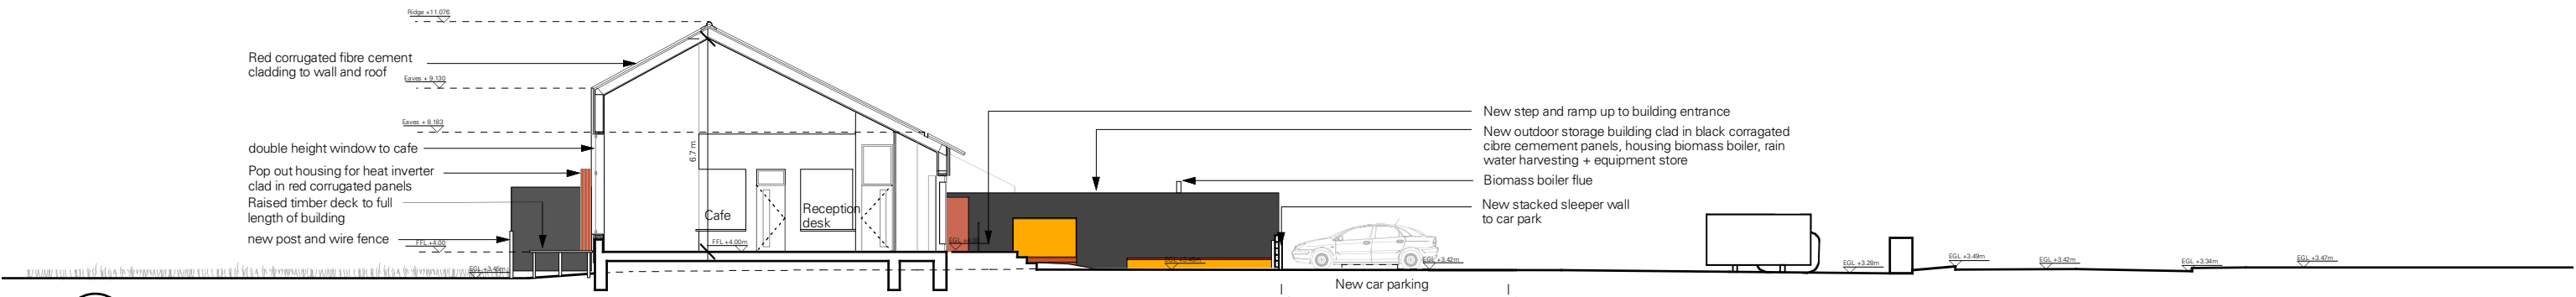 Ridge +11.076
Red corrugated fibre cement
cladding to wall and roof
Eaves + 9.130
Eaves + 8.183
double height window to cafe
Pop out housing for heat inverter
clad in red corrugated panels
Raised timber deck to full
length of building
new post and wire fence
FFL +4.00
6.7 m
Cafe
Reception
desk
FFL +4.00m
New step and ramp up to building entrance
New outdoor storage building clad in black corragated
cibre cemement panels, housing biomass boiler, rain
water harvesting + equipment store
Biomass boiler flue
New stacked sleeper wall
to car park
EGL +3.42m
New car parking
EGL +3.28m
EGL +3.49m
EGL +3.42m
EGL +3.34m
EGL +3.47m